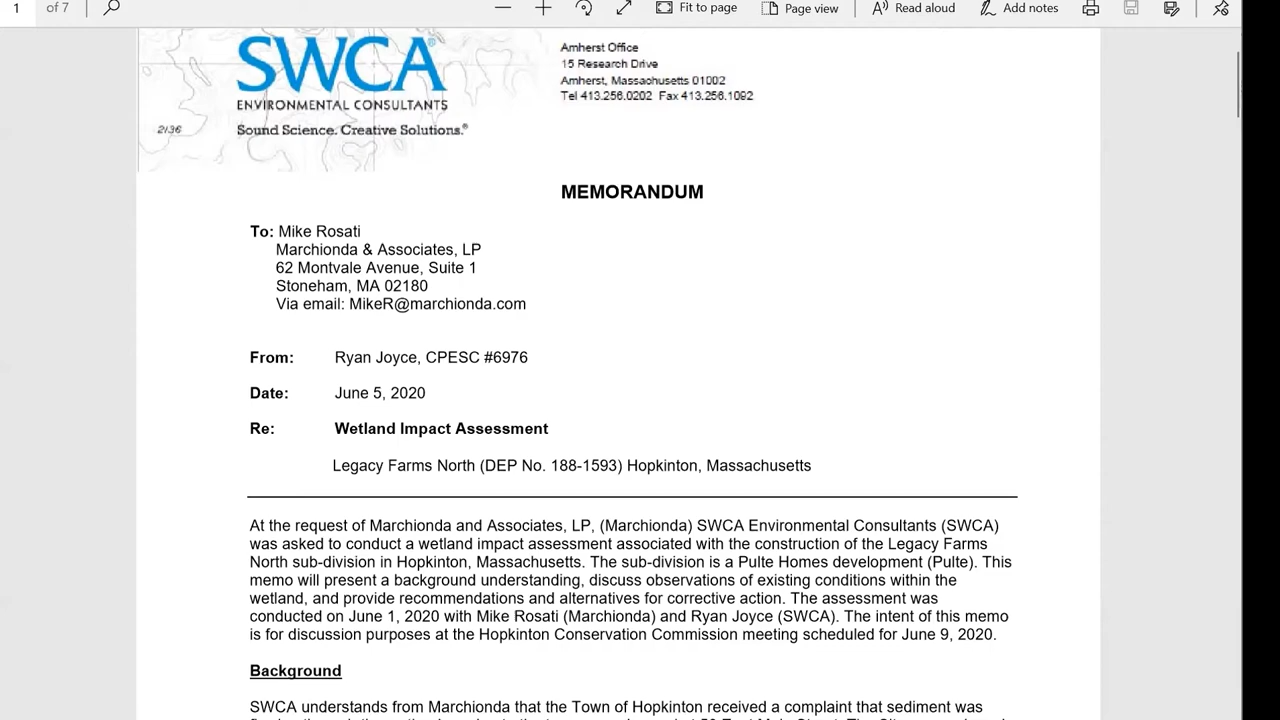 1 of 7
Fit to page
Page view
Read aloud
Add notes
SWCA®
ENVIRONMENTAL CONSULTANTS
2136
Sound Science. Creative Solutions.®
Amherst Office
15 Research Drive
Amherst, Massachusetts 01002
Tel 413.256.0202 Fax 413.256.1092
MEMORANDUM
To: Mike Rosati
Marchionda & Associates, LP
62 Montvale Avenue, Suite 1
Stoneham, MA 02180
Via email: MikeR@marchionda.com
From: Ryan Joyce, CPESC #6976
Date: June 5, 2020
Re: Wetland Impact Assessment
Legacy Farms North (DEP No. 188-1593) Hopkinton, Massachusetts
At the request of Marchionda and Associates, LP, (Marchionda) SWCA Environmental Consultants (SWCA)
was asked to conduct a wetland impact assessment associated with the construction of the Legacy Farms
North sub-division in Hopkinton, Massachusetts. The sub-division is a Pulte Homes development (Pulte). This
memo will present a background understanding, discuss observations of existing conditions within the
wetland, and provide recommendations and alternatives for corrective action. The assessment was
conducted on June 1, 2020 with Mike Rosati (Marchionda) and Ryan Joyce (SWCA). The intent of this memo
is for discussion purposes at the Hopkinton Conservation Commission meeting scheduled for June 9, 2020.
Background
SWCA understands from Marchionda that the Town of Hopkinton received a complaint that sediment was